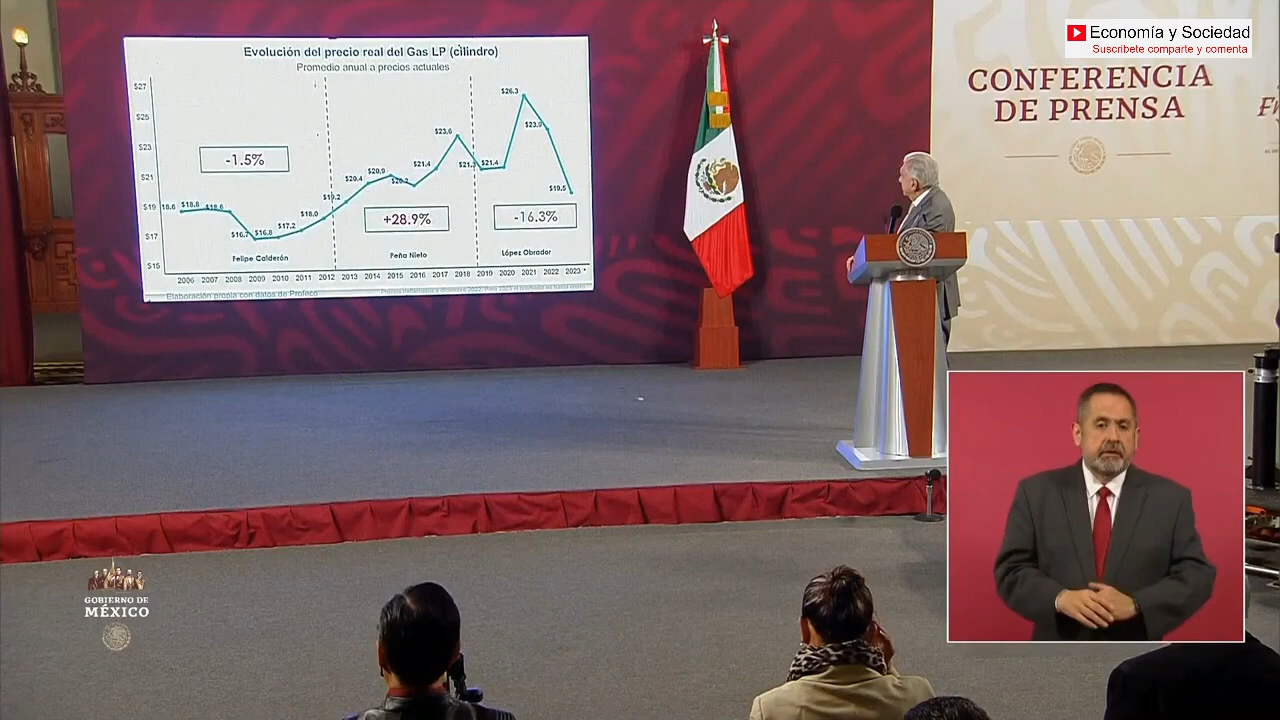 Economía y Sociedad
Suscribete comparte y comenta
CONFERENCIA
DE PRENSA
Evolución del precio real del Gas LP (cilindro)
Promedio anual a precios actuales
$27
$25
$23
$21
$19
$17
$15
18.6
$18.8
$18.6
$16.7
$16.8
$17.2
$18.0
$19.2
$20.4
$20.9
$20.2
$21.4
$23.6
$21.3
$21.4
$26.3
$23.9
$19.5
-1.5%
+28.9%
-16.3%
Felipe Calderón
Peña Nieto
López Obrador
2006 2007 2008 2009 2010 2011 2012 2013 2014 2015 2016 2017 2018 2019 2020 2021 2022 2023 *
Elaboración propia con datos de Profeco
GOBIERNO DE
MÉXICO